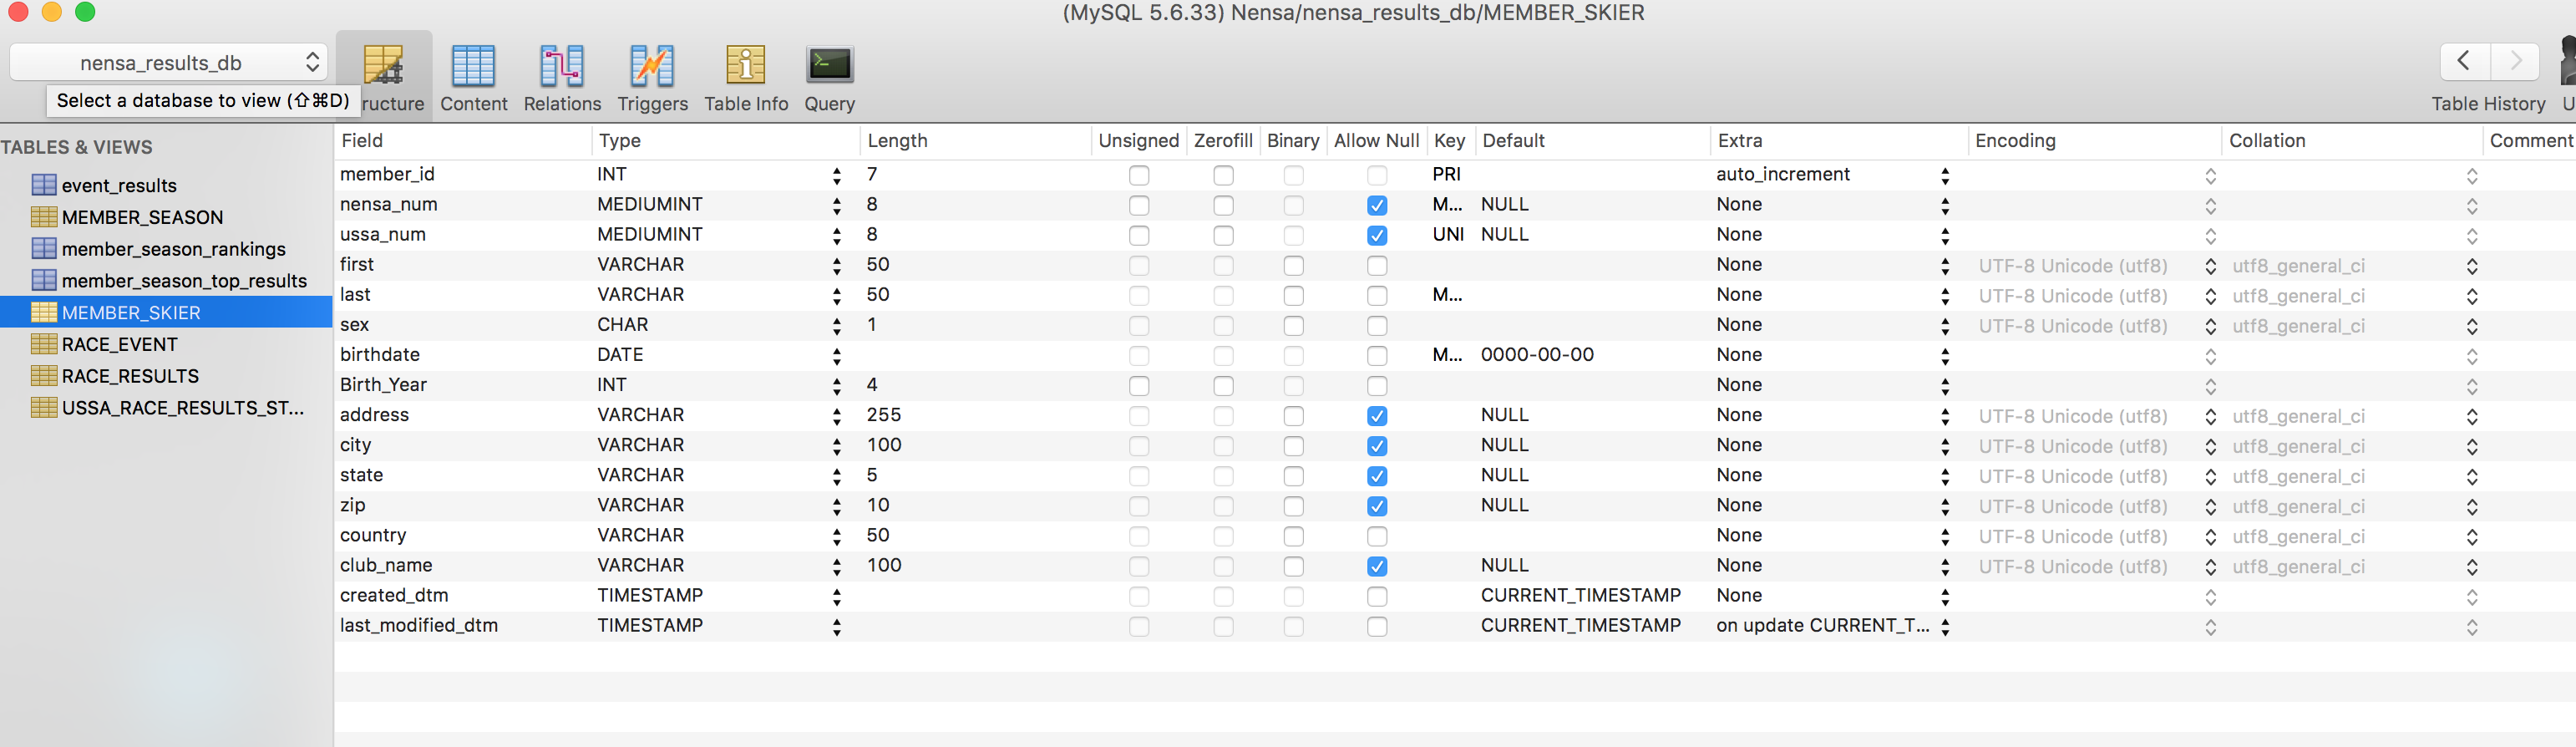 (MySQL 5.6.33) Nensa/nensa_results_db/MEMBER_SKIER
nensa_results_db
Select a database to view (⇧⌘D)
ructure Content Relations Triggers Table Info Query Table History U
TABLES & VIEWS
event_results
MEMBER_SEASON
member_season_rankings
member_season_top_results
MEMBER_SKIER
RACE_EVENT
RACE_RESULTS
USSA_RACE_RESULTS_ST...
Field Type Length Unsigned Zerofill Binary Allow Null Key Default Extra Encoding Collation Comment
member_id INT 7 PRI auto_increment
nensa_num MEDIUMINT 8 M... NULL None
ussa_num MEDIUMINT 8 UNI NULL None
first VARCHAR 50 None UTF-8 Unicode (utf8) utf8_general_ci
last VARCHAR 50 M... None UTF-8 Unicode (utf8) utf8_general_ci
sex CHAR 1 None UTF-8 Unicode (utf8) utf8_general_ci
birthdate DATE M... 0000-00-00 None
Birth_Year INT 4 None
address VARCHAR 255 NULL None UTF-8 Unicode (utf8) utf8_general_ci
city VARCHAR 100 NULL None UTF-8 Unicode (utf8) utf8_general_ci
state VARCHAR 5 NULL None UTF-8 Unicode (utf8) utf8_general_ci
zip VARCHAR 10 NULL None UTF-8 Unicode (utf8) utf8_general_ci
country VARCHAR 50 None UTF-8 Unicode (utf8) utf8_general_ci
club_name VARCHAR 100 NULL None UTF-8 Unicode (utf8) utf8_general_ci
created_dtm TIMESTAMP CURRENT_TIMESTAMP None
last_modified_dtm TIMESTAMP CURRENT_TIMESTAMP on update CURRENT_T...